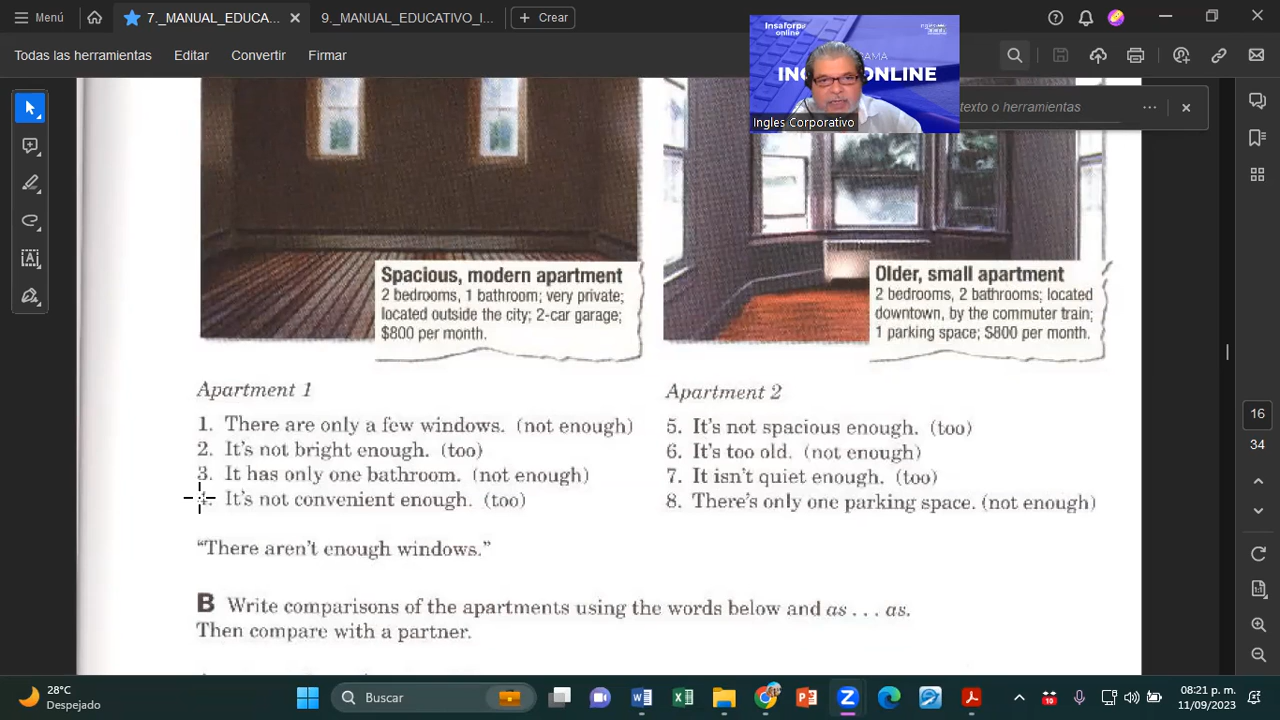 Menú
7._MANUAL_EDUCA...
9._MANUAL_EDUCATIVO_I...
Crear
Todas
rramientas
Editar
Convertir
Firmar
Insaforp
online
ONLINE
Ingles Corporativo
texto o herramientas
Spacious, modern apartment
2 bedrooms, 1 bathroom; very private;
located outside the city; 2-car garage;
$800 per month.
Older, small apartment
2 bedrooms, 2 bathrooms; located
downtown, by the commuter train;
1 parking space; $800 per month.
Apartment 1
1. There are only a few windows. (not enough)
2. It's not bright enough. (too)
3. It has only one bathroom. (not enough)
4. It's not convenient enough. (too)
Apartment 2
5. It's not spacious enough. (too)
6. It's too old. (not enough)
7. It isn't quiet enough. (too)
8. There's only one parking space. (not enough)
"There aren't enough windows."
B Write comparisons of the apartments using the words below and as . . . as.
Then compare with a partner.
16
34
28°C
Despejado
Buscar
08:21 p. m.
11/09/2023